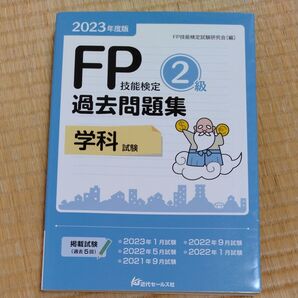 2023年度版
FP技能検定試験研究会〔編〕
FP技能検定2級
過去問題集
学科試験
掲載試験
(過去5回)
2023年1月試験
2022年9月試験
2022年5月試験
2022年1月試験
2021年9月試験
近代セールス社